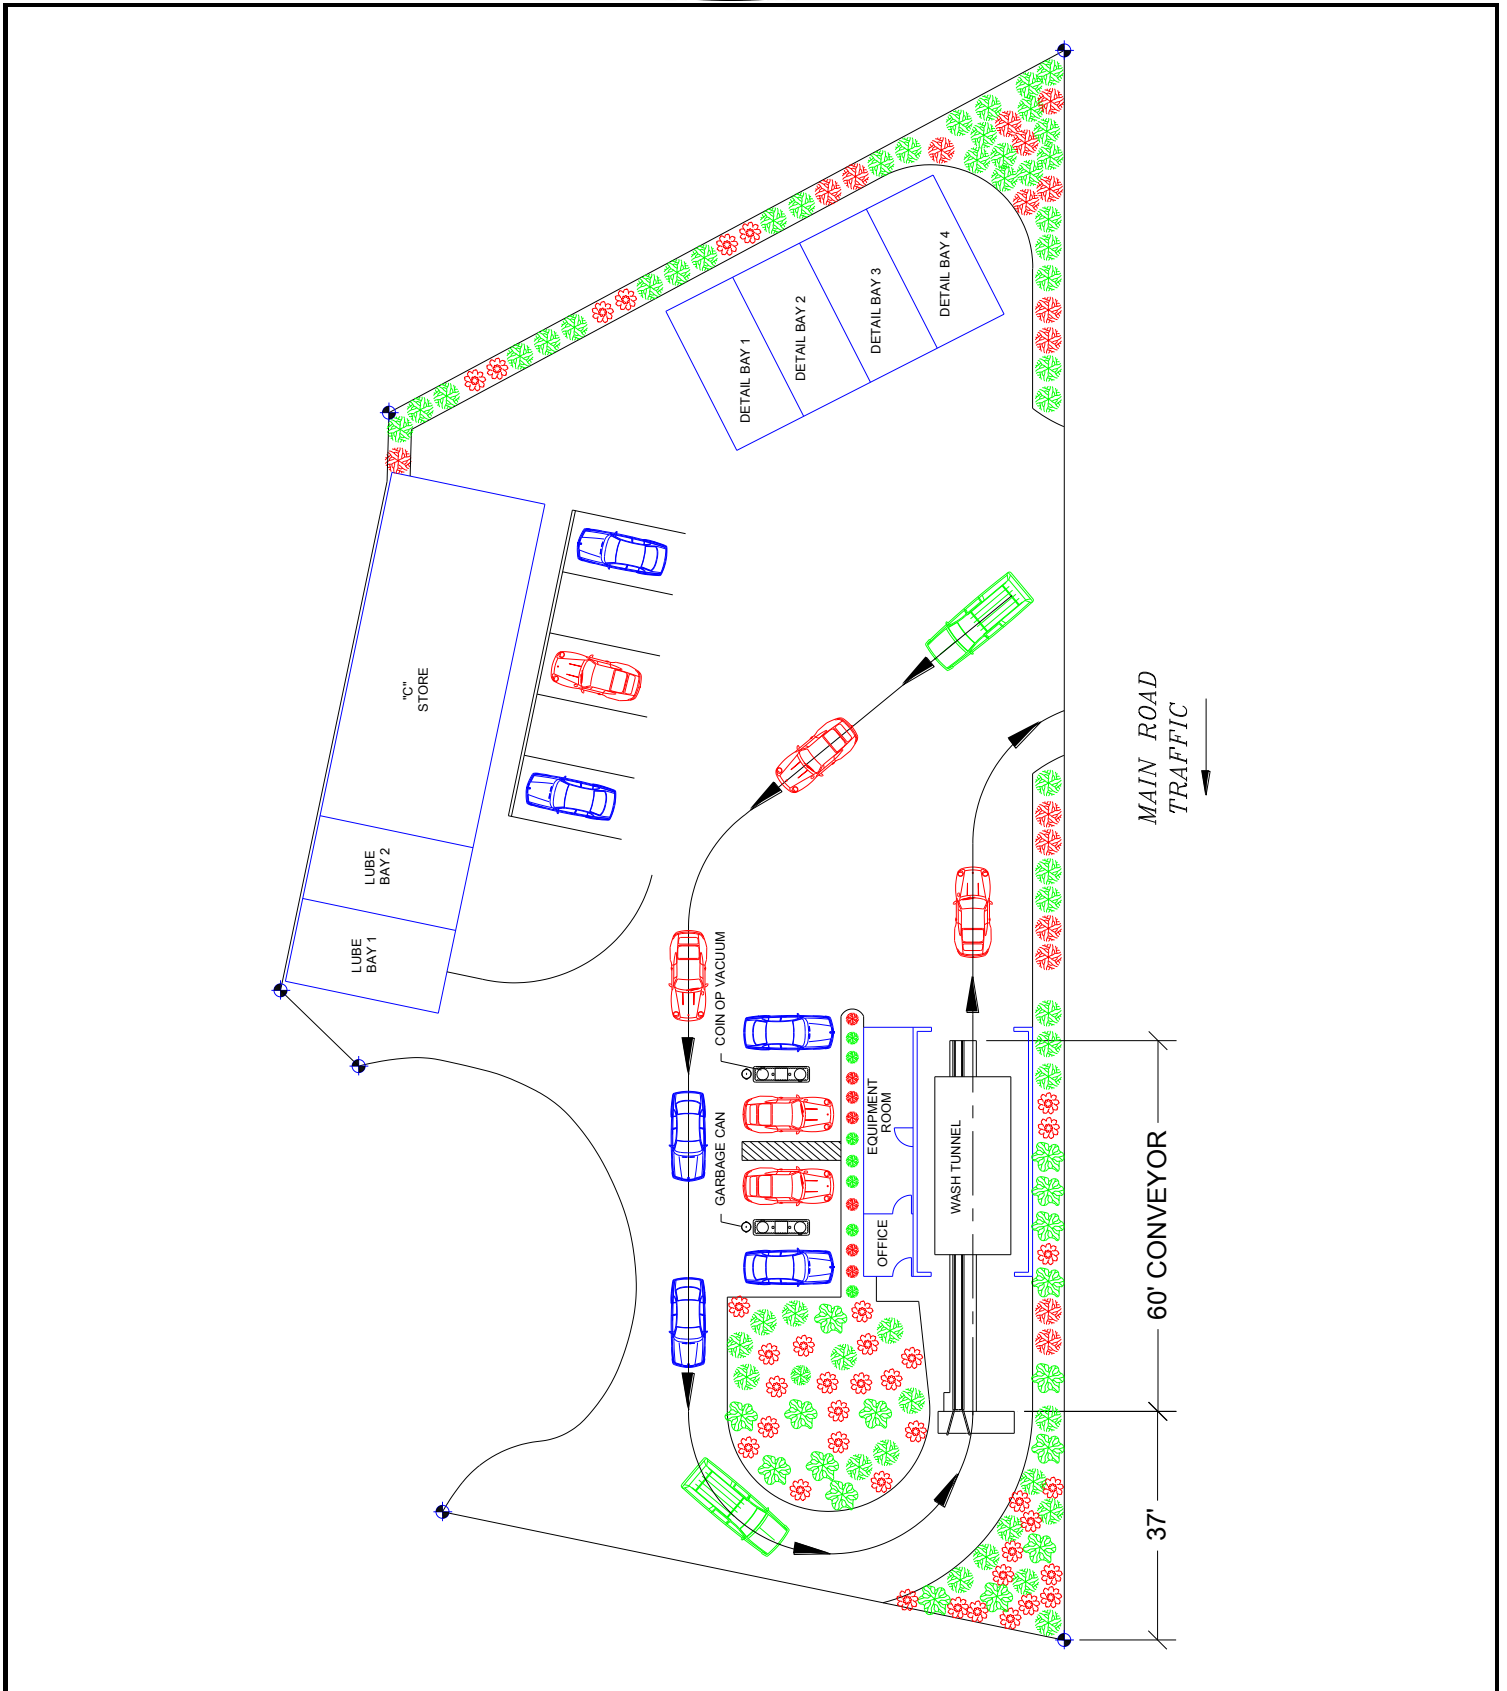 "C"
STORE
LUBE
BAY 2
LUBE
BAY 1
DETAIL BAY 1
DETAIL BAY 2
DETAIL BAY 3
DETAIL BAY 4
MAIN ROAD
TRAFFIC
COIN OP VACUUM
GARBAGE CAN
EQUIPMENT
ROOM
OFFICE
WASH TUNNEL
60' CONVEYOR
37'